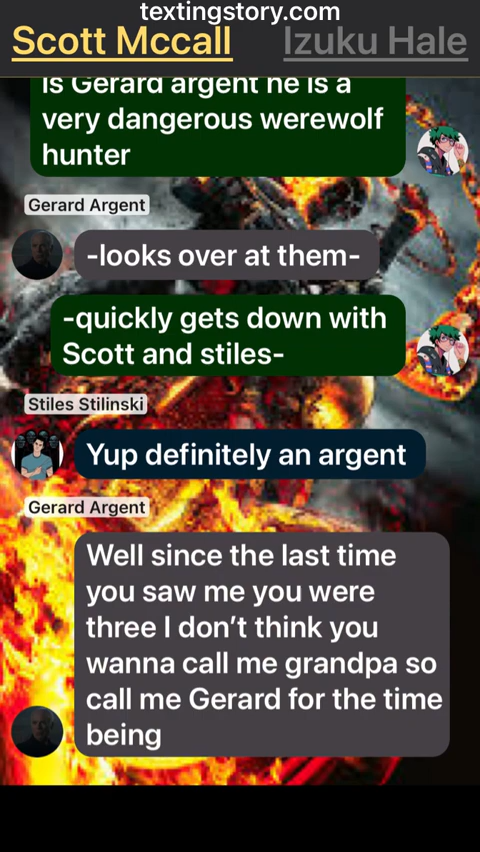 textingstory.com
Scott Mccall
Izuku Hale
is Gerard argent he is a
very dangerous werewolf
hunter
Gerard Argent
-looks over at them-
-quickly gets down with
Scott and stiles-
Stiles Stilinski
Yup definitely an argent
Gerard Argent
Well since the last time
you saw me you were
three I don’t think you
wanna call me grandpa so
call me Gerard for the time
being